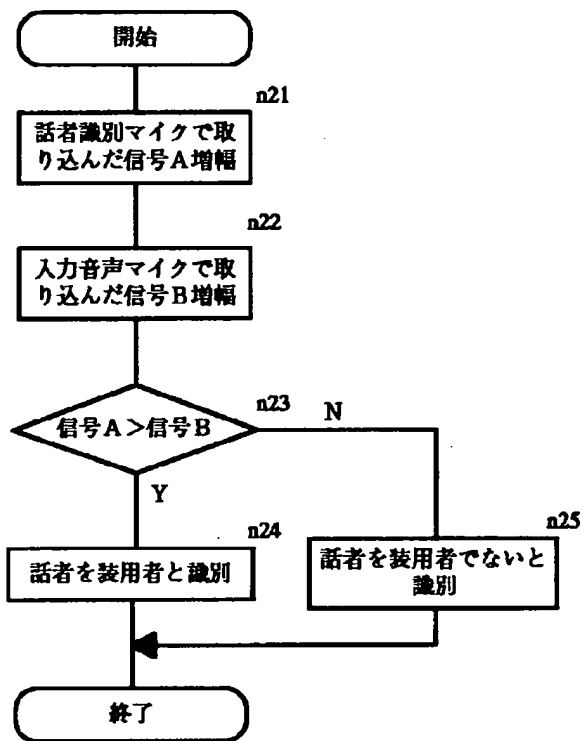 開始
n21
話者識別マイクで取
り込んだ信号A増幅
n22
入力音声マイクで取
り込んだ信号B増幅
n23
信号A＞信号B
N
Y
n24
話者を装用者と識別
n25
話者を装用者でないと
識別
終了